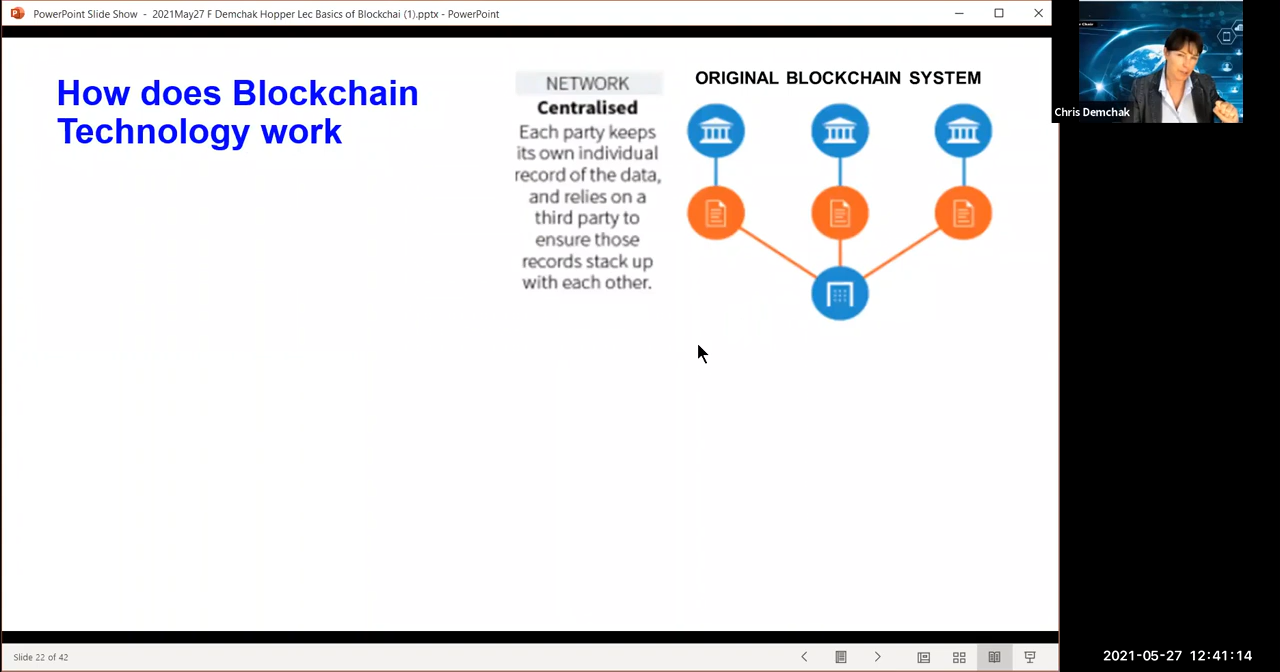 PowerPoint Slide Show - 2021May27 F Demchak Hopper Lec Basics of Blockchai (1).pptx - PowerPoint
How does Blockchain
Technology work
NETWORK
Centralised
Each party keeps
its own individual
record of the data,
and relies on a
third party to
ensure those
records stack up
with each other.
ORIGINAL BLOCKCHAIN SYSTEM
Chris Demchak
Slide 22 of 42
2021-05-27 12:41:14